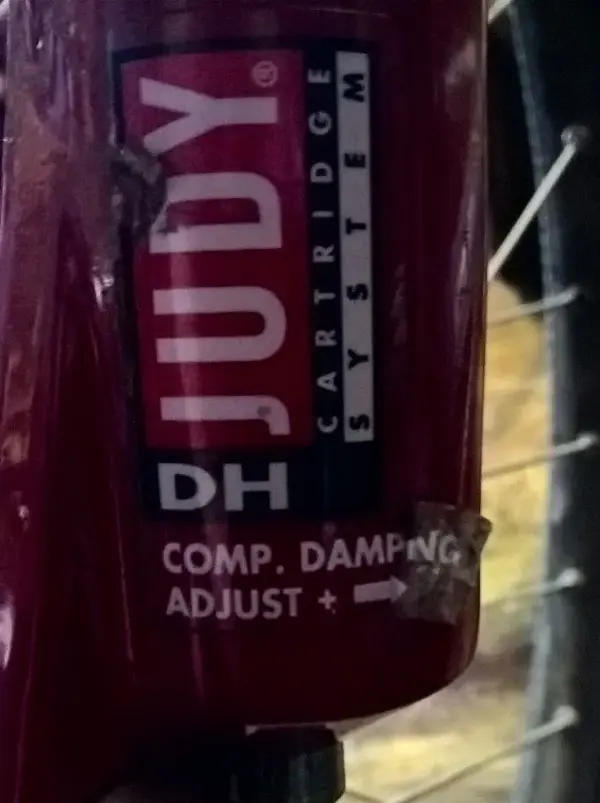 JUDY®
CARTRIDGE
SYSTEM
DH
COMP. DAMPING
ADJUST + →